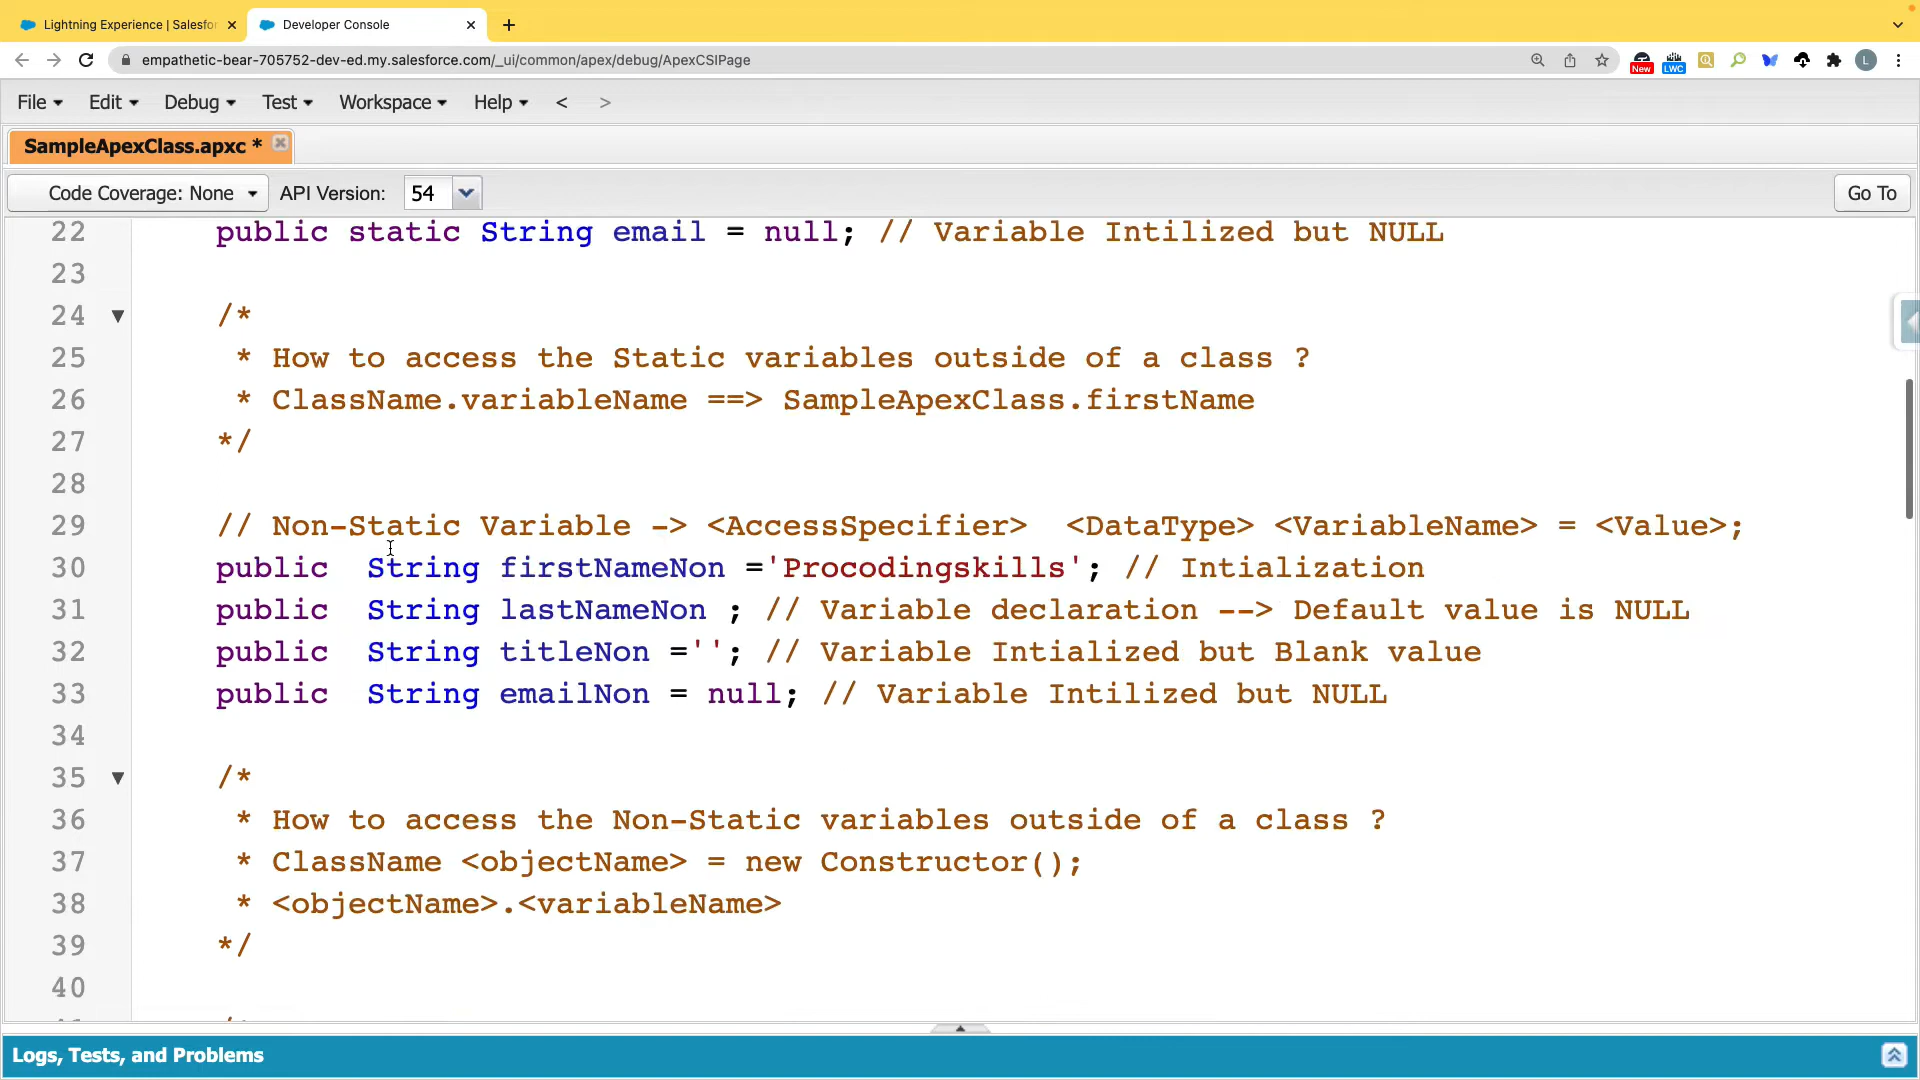 Lightning Experience | Salesfor
Developer Console
empathetic-bear-705752-dev-ed.my.salesforce.com/_ui/common/apex/debug/ApexCSIPage
New
LWC
L
File Edit Debug Test Workspace Help < >
SampleApexClass.apxc *
Code Coverage: None API Version: 54 Go To
22 public static String email = null; // Variable Intilized but NULL
23
24 /*
25 * How to access the Static variables outside of a class ?
26 * ClassName.variableName ==> SampleApexClass.firstName
27 */
28
29 // Non-Static Variable -> <AccessSpecifier>  <DataType> <VariableName> = <Value>;
30 public  String firstNameNon ='Procodingskills'; // Intialization
31 public  String lastNameNon ; // Variable declaration --> Default value is NULL
32 public  String titleNon =''; // Variable Intialized but Blank value
33 public  String emailNon = null; // Variable Intilized but NULL
34
35 /*
36 * How to access the Non-Static variables outside of a class ?
37 * ClassName <objectName> = new Constructor();
38 * <objectName>.<variableName>
39 */
40
Logs, Tests, and Problems